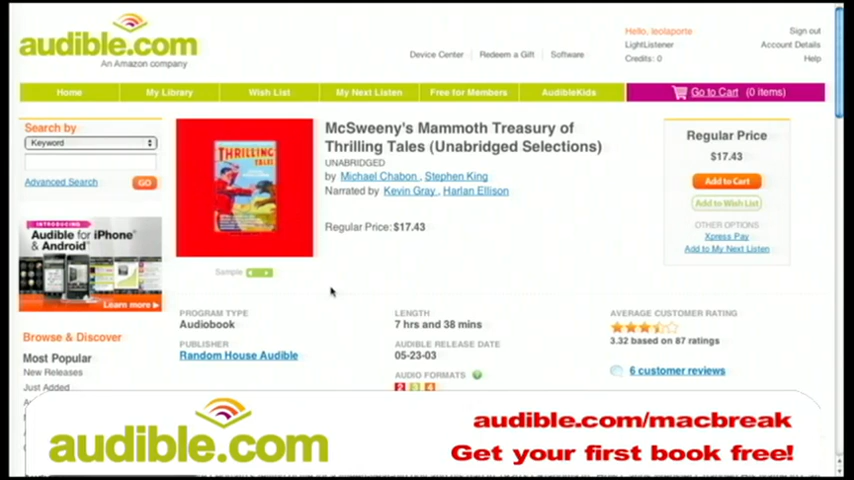 audible.com
An Amazon company
Device Center
Redeem a Gift
Software
Hello, leolaporte
LightListener
Credits: 0
Sign out
Account Details
Help
Home
My Library
Wish List
My Next Listen
Free for Members
AudibleKids
Go to Cart (0 items)
Search by
Keyword
Advanced Search
GO
INTRODUCING
Audible for iPhone
& Android
Learn more
Browse & Discover
Most Popular
New Releases
Just Added
THRILLING
TALES
Sample
McSweeny's Mammoth Treasury of
Thrilling Tales (Unabridged Selections)
UNABRIDGED
by Michael Chabon , Stephen King
Narrated by Kevin Gray , Harlan Ellison
Regular Price: $17.43
Regular Price
$17.43
Add to Cart
Add to Wish List
OTHER OPTIONS
Xpress Pay
Add to My Next Listen
PROGRAM TYPE
Audiobook
PUBLISHER
Random House Audible
LENGTH
7 hrs and 38 mins
AUDIBLE RELEASE DATE
05-23-03
AUDIO FORMATS
2 3 4
AVERAGE CUSTOMER RATING
3.32 based on 87 ratings
6 customer reviews
audible.com
audible.com/macbreak
Get your first book free!